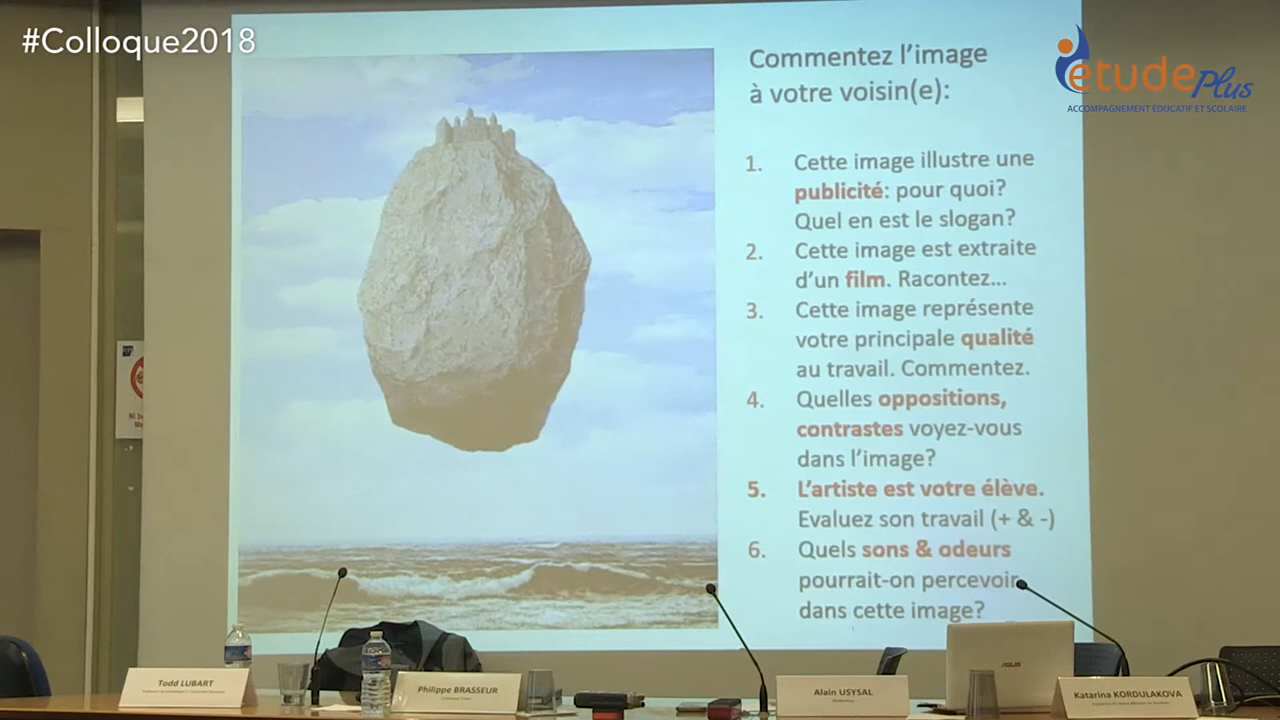 #Colloque2018
étudePlus
ACCOMPAGNEMENT ÉDUCATIF ET SCOLAIRE
Commentez l'image
à votre voisin(e):
1. Cette image illustre une
publicité: pour quoi?
Quel en est le slogan?
2. Cette image est extraite
d'un film. Racontez...
3. Cette image représente
votre principale qualité
au travail. Commentez.
4. Quelles oppositions,
contrastes voyez-vous
dans l'image?
5. L'artiste est votre élève.
Evaluez son travail (+ & -)
6. Quels sons & odeurs
pourrait-on percevoir
dans cette image?
Todd LUBART
Philippe BRASSEUR
Alain USYSAL
Katarina KORDULAKOVA
ASUS